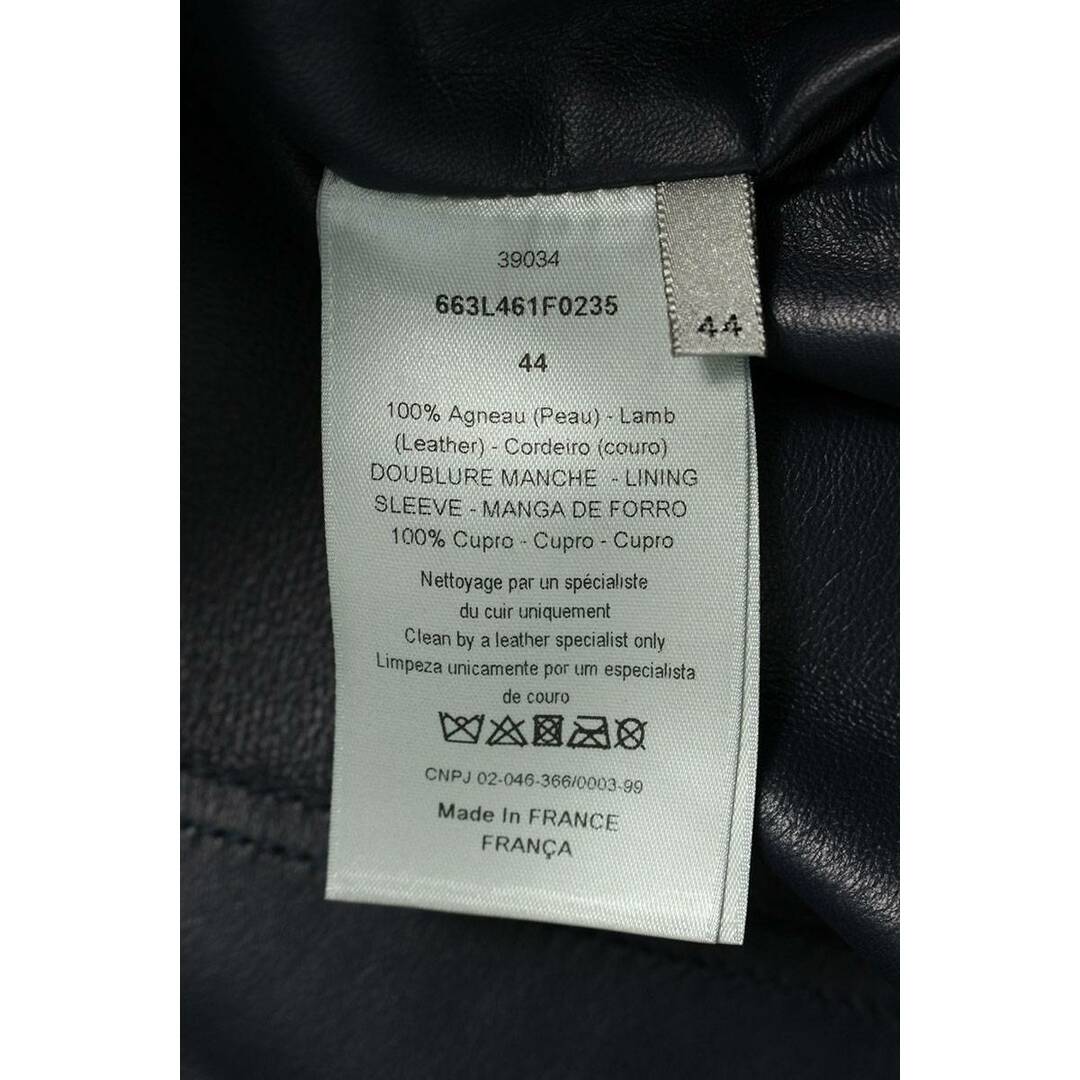 39034
663L461F0235
44
44
100% Agneau (Peau) - Lamb
(Leather) - Cordeiro (couro)
DOUBLURE MANCHE - LINING
SLEEVE - MANGA DE FORRO
100% Cupro - Cupro - Cupro
Nettoyage par un spécialiste
du cuir uniquement
Clean by a leather specialist only
Limpeza unicamente por um especialista
de couro
CNPJ 02-046-366/0003-99
Made In FRANCE
FRANÇA